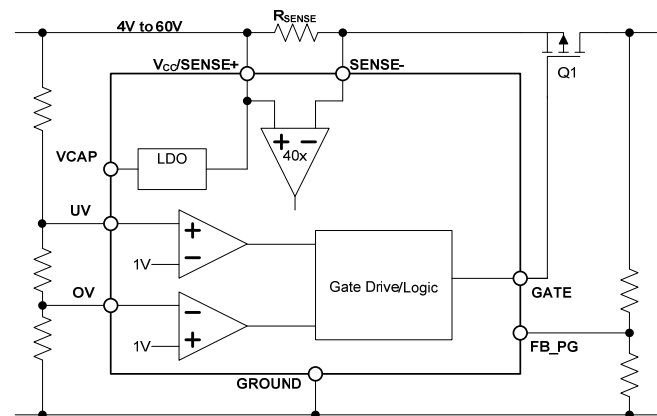 4V to 60V
RSENSE
VCC/SENSE+
SENSE-
Q1
+ −
40x
LDO
VCAP
UV
+
−
1V
Gate Drive/Logic
GATE
OV
−
+
1V
FB_PG
GROUND